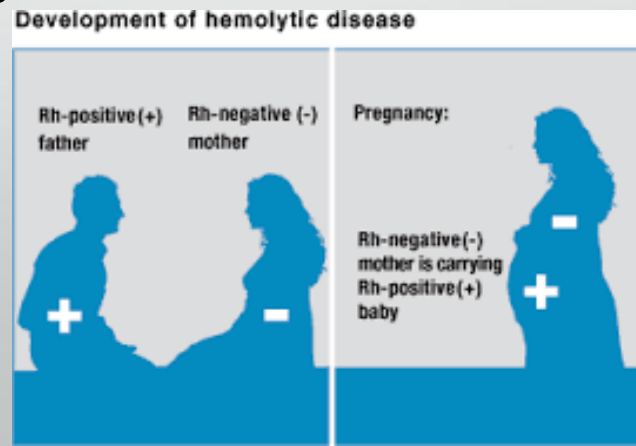 Development of hemolytic disease
Rh-positive (+)
father
Rh-negative (-)
mother
Pregnancy:
Rh-negative (-)
mother is carrying
Rh-positive (+)
baby
+
-
-
+